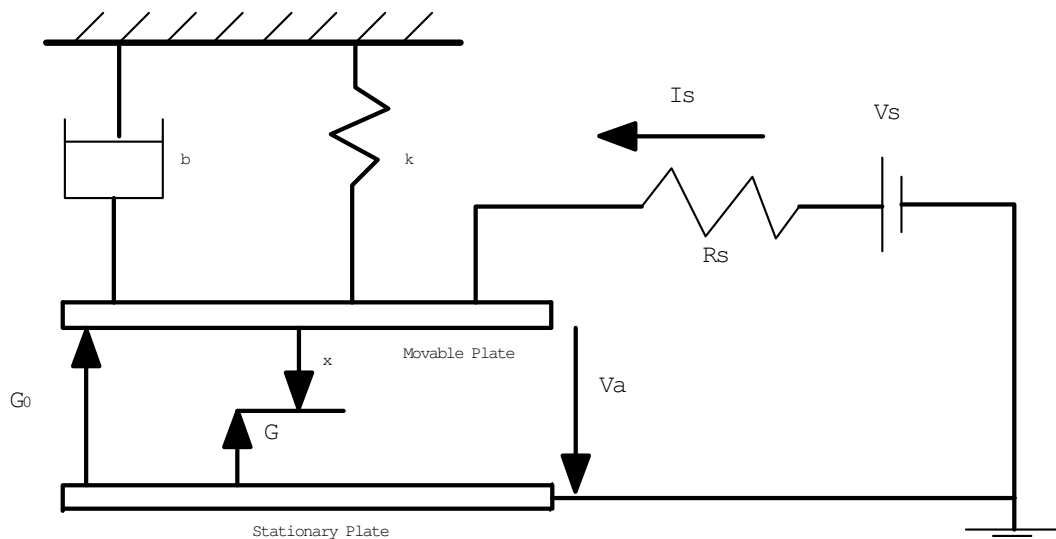 Is
Vs
b
k
Rs
Movable Plate
x
Va
G0
G
Stationary Plate